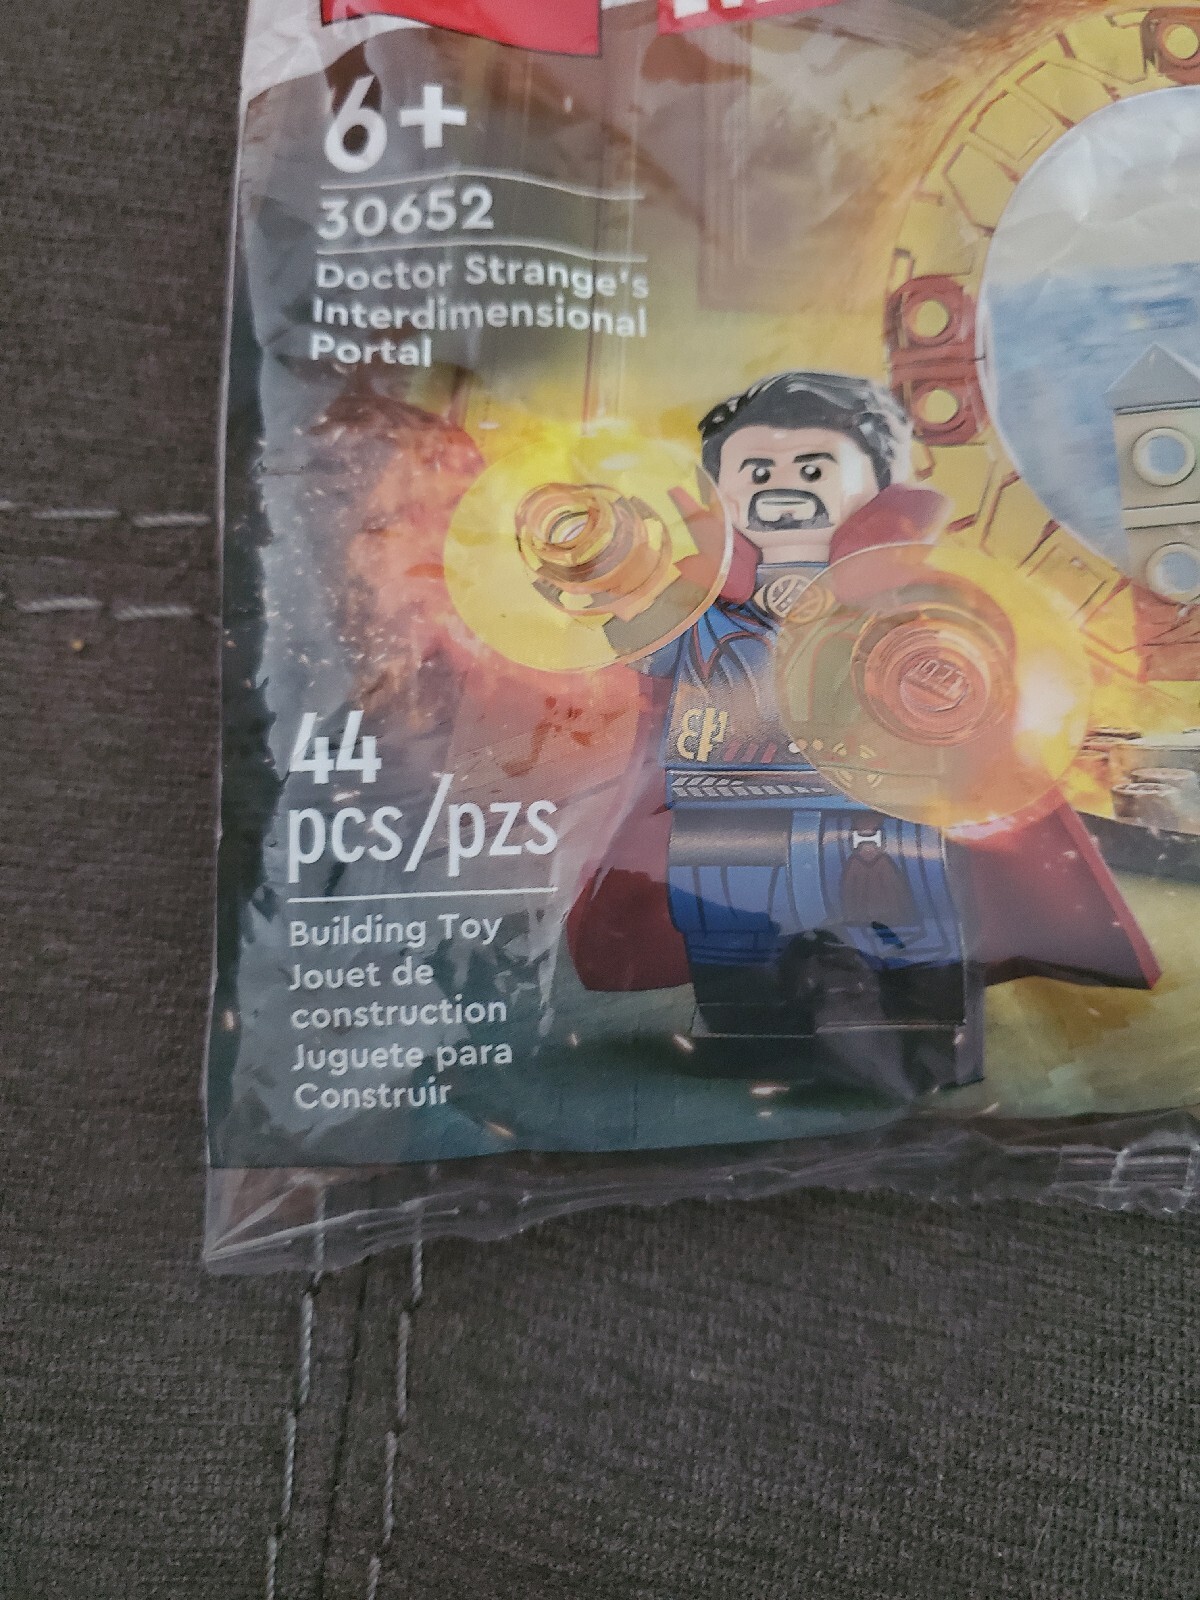 6+
30652
Doctor Strange's
Interdimensional
Portal
44
pcs/pzs
Building Toy
Jouet de
construction
Juguete para
Construir